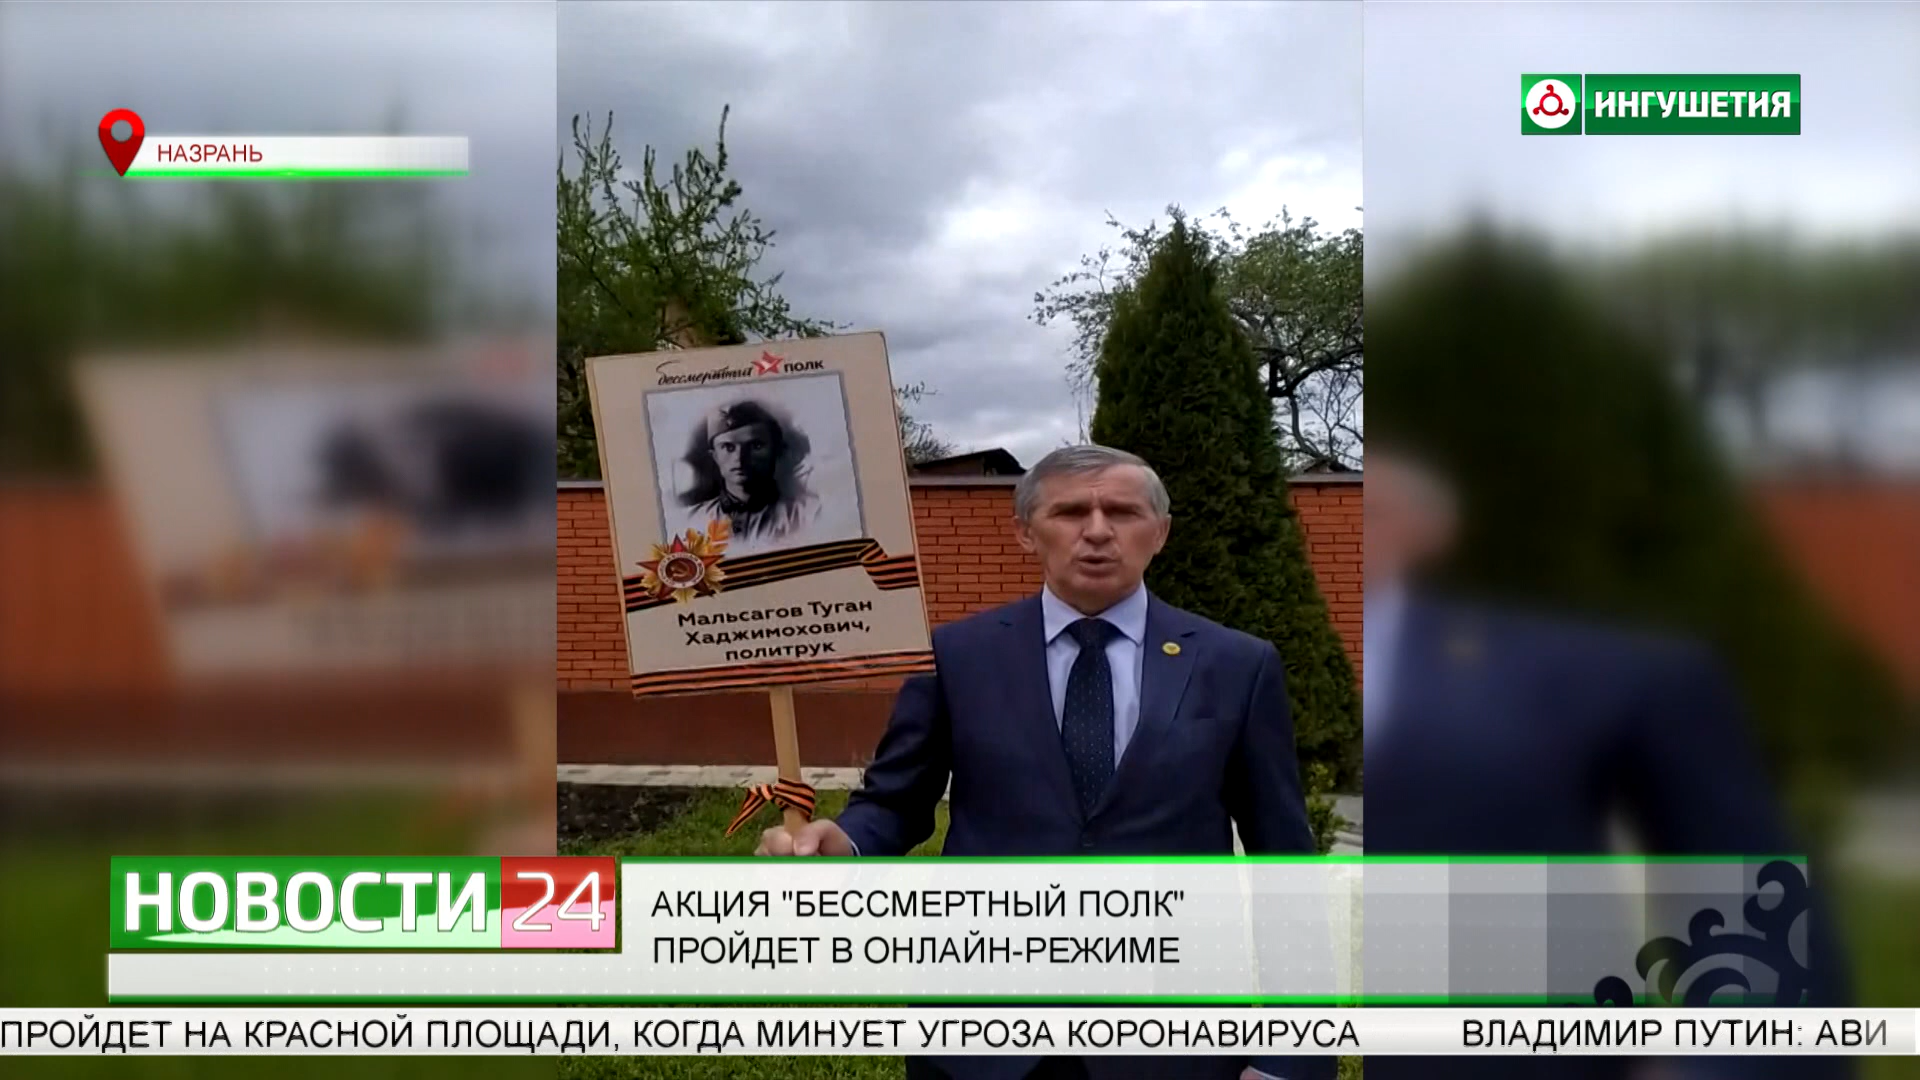 НАЗРАНЬ
ИНГУШЕТИЯ
бессмертный полк
Мальсагов Туган
Хаджимохович,
политрук
НОВОСТИ 24
АКЦИЯ "БЕССМЕРТНЫЙ ПОЛК"
ПРОЙДЕТ В ОНЛАЙН-РЕЖИМЕ
ПРОЙДЕТ НА КРАСНОЙ ПЛОЩАДИ, КОГДА МИНУЕТ УГРОЗА КОРОНАВИРУСА ВЛАДИМИР ПУТИН: АВИ